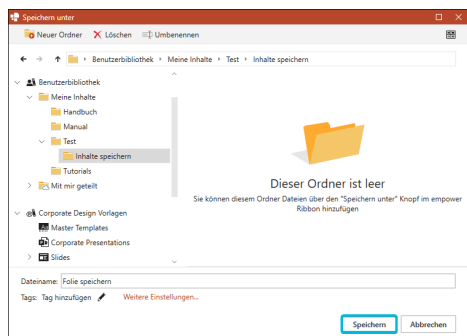 Speichern unter
Neuer Ordner Löschen Umbenennen
Benutzerbibliothek Meine Inhalte Test Inhalte speichern
Benutzerbibliothek
Meine Inhalte
Handbuch
Manual
Test
Inhalte speichern
Tutorials
Mit mir geteilt
Corporate Design Vorlagen
Master Templates
Corporate Presentations
Slides
Dieser Ordner ist leer
Sie können diesem Ordner Dateien über den "Speichern unter" Knopf im empower
Ribbon hinzufügen
Dateiname: Folie speichern
Tags: Tag hinzufügen Weitere Einstellungen...
Speichern Abbrechen